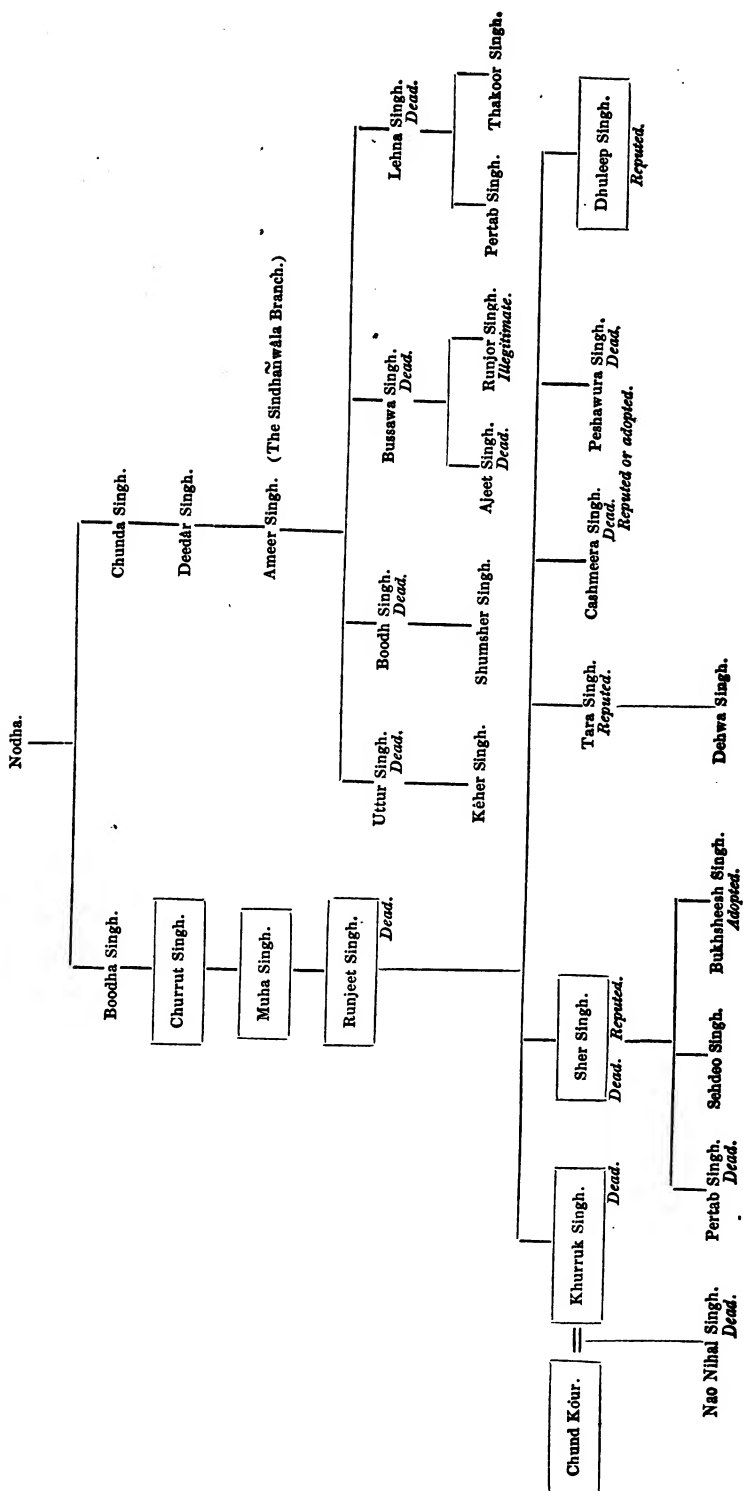 Nodha.
Boodha Singh.
Chunda Singh.
Churrut Singh.
Deedár Singh.
Muha Singh.
Ameer Singh. (The Sindhañwâla Branch.)
Runjeet Singh.
Dead.
Uttur Singh.
Dead.
Boodh Singh.
Dead.
Bussawa Singh.
Dead.
Lehna Singh.
Dead.
Kéher Singh.
Shumsher Singh.
Ajeet Singh.
Dead.
Runjor Singh.
Illegitimate.
Pertab Singh.
Thakoor Singh.
Chund Kóur.
Khurruk Singh.
Dead.
Sher Singh.
Dead. Reputed.
Tara Singh.
Reputed.
Cashmeera Singh.
Dead.
Peshawura Singh.
Dead.
Reputed or adopted.
Dhuleep Singh.
Reputed.
Nao Nihal Singh.
Dead.
Pertab Singh.
Dead.
Sehdeo Singh.
Bukhsheesh Singh.
Adopted.
Dehwa Singh.